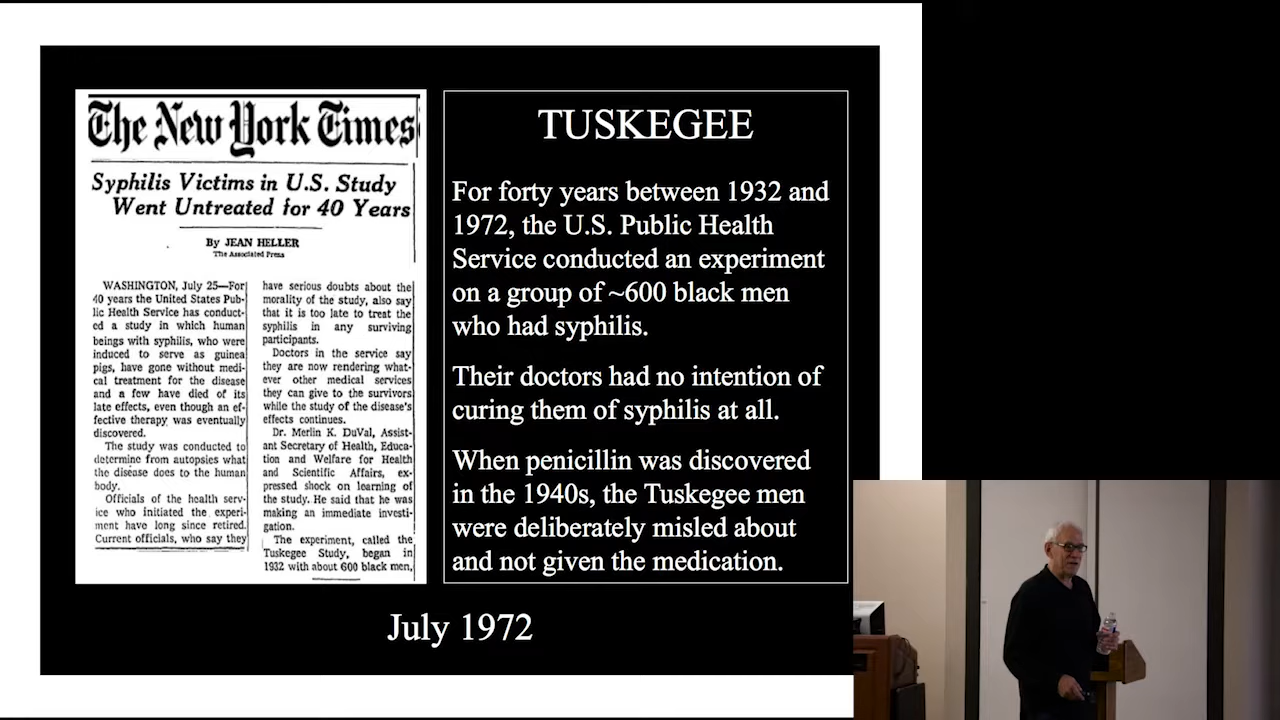 The New York Times
Syphilis Victims in U.S. Study
Went Untreated for 40 Years
By JEAN HELLER
The Associated Press
WASHINGTON, July 25—For
40 years the United States Pub-
lic Health Service has conduct-
ed a study in which human
beings with syphilis, who were
induced to serve as guinea
pigs, have gone without medi-
cal treatment for the disease
and a few have died of its
late effects, even though an ef-
fective therapy was eventually
discovered.
The study was conducted to
determine from autopsies what
the disease does to the human
body.
Officials of the health serv-
ice who initiated the experi-
ment have long since retired.
Current officials, who say they
have serious doubts about the
morality of the study, also say
that it is too late to treat the
syphilis in any surviving
participants.
Doctors in the service say
they are now rendering what-
ever other medical services
they can give to the survivors
while the study of the disease's
effects continues.
Dr. Merlin K. DuVal, Assist-
ant Secretary of Health, Educa-
tion and Welfare for Health
and Scientific Affairs, ex-
pressed shock on learning of
the study. He said that he was
making an immediate investi-
gation.
The experiment, called the
Tuskegee Study, began in
1932 with about 600 black men,
TUSKEGEE
For forty years between 1932 and
1972, the U.S. Public Health
Service conducted an experiment
on a group of ~600 black men
who had syphilis.
Their doctors had no intention of
curing them of syphilis at all.
When penicillin was discovered
in the 1940s, the Tuskegee men
were deliberately misled about
and not given the medication.
July 1972